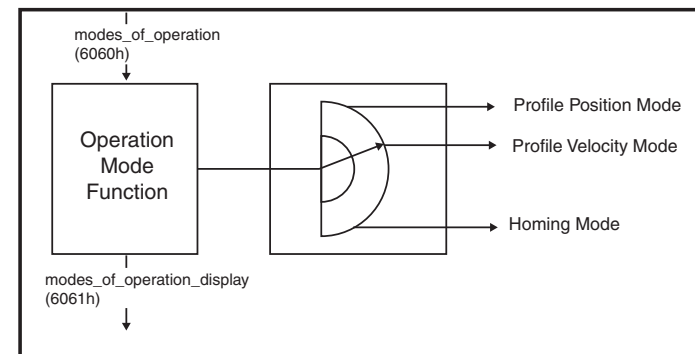 modes_of_operation
(6060h)
Operation
Mode
Function
modes_of_operation_display
(6061h)
Profile Position Mode
Profile Velocity Mode
Homing Mode